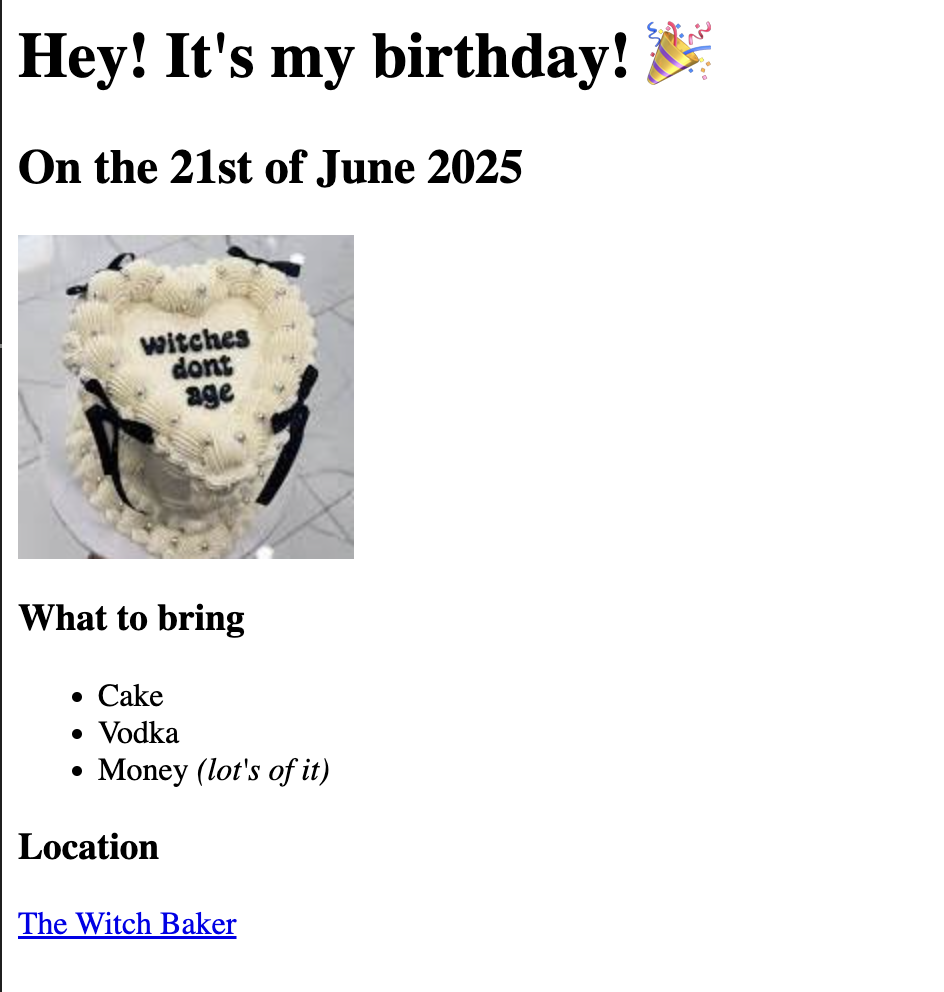 Hey! It's my birthday! 🎉
On the 21st of June 2025
witches
dont
age
What to bring
• Cake
• Vodka
• Money (lot's of it)
Location
The Witch Baker